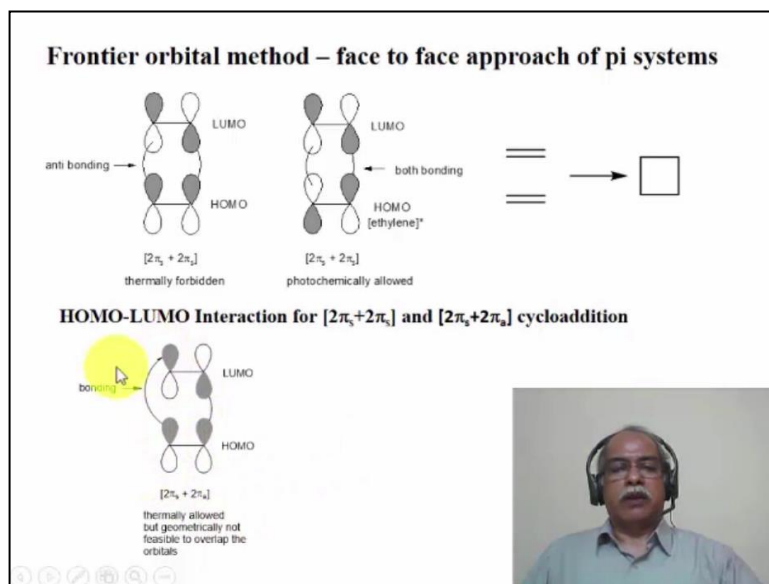 Frontier orbital method – face to face approach of pi systems
LUMO
anti bonding
HOMO
[2πs + 2πs]
thermally forbidden
LUMO
both bonding
HOMO
[ethylene]*
[2πs + 2πs]
photochemically allowed
HOMO-LUMO Interaction for [2πs+2πs] and [2πs+2πa] cycloaddition
LUMO
bonding
HOMO
[2πs + 2πa]
thermally allowed
but geometrically not
feasible to overlap the
orbitals